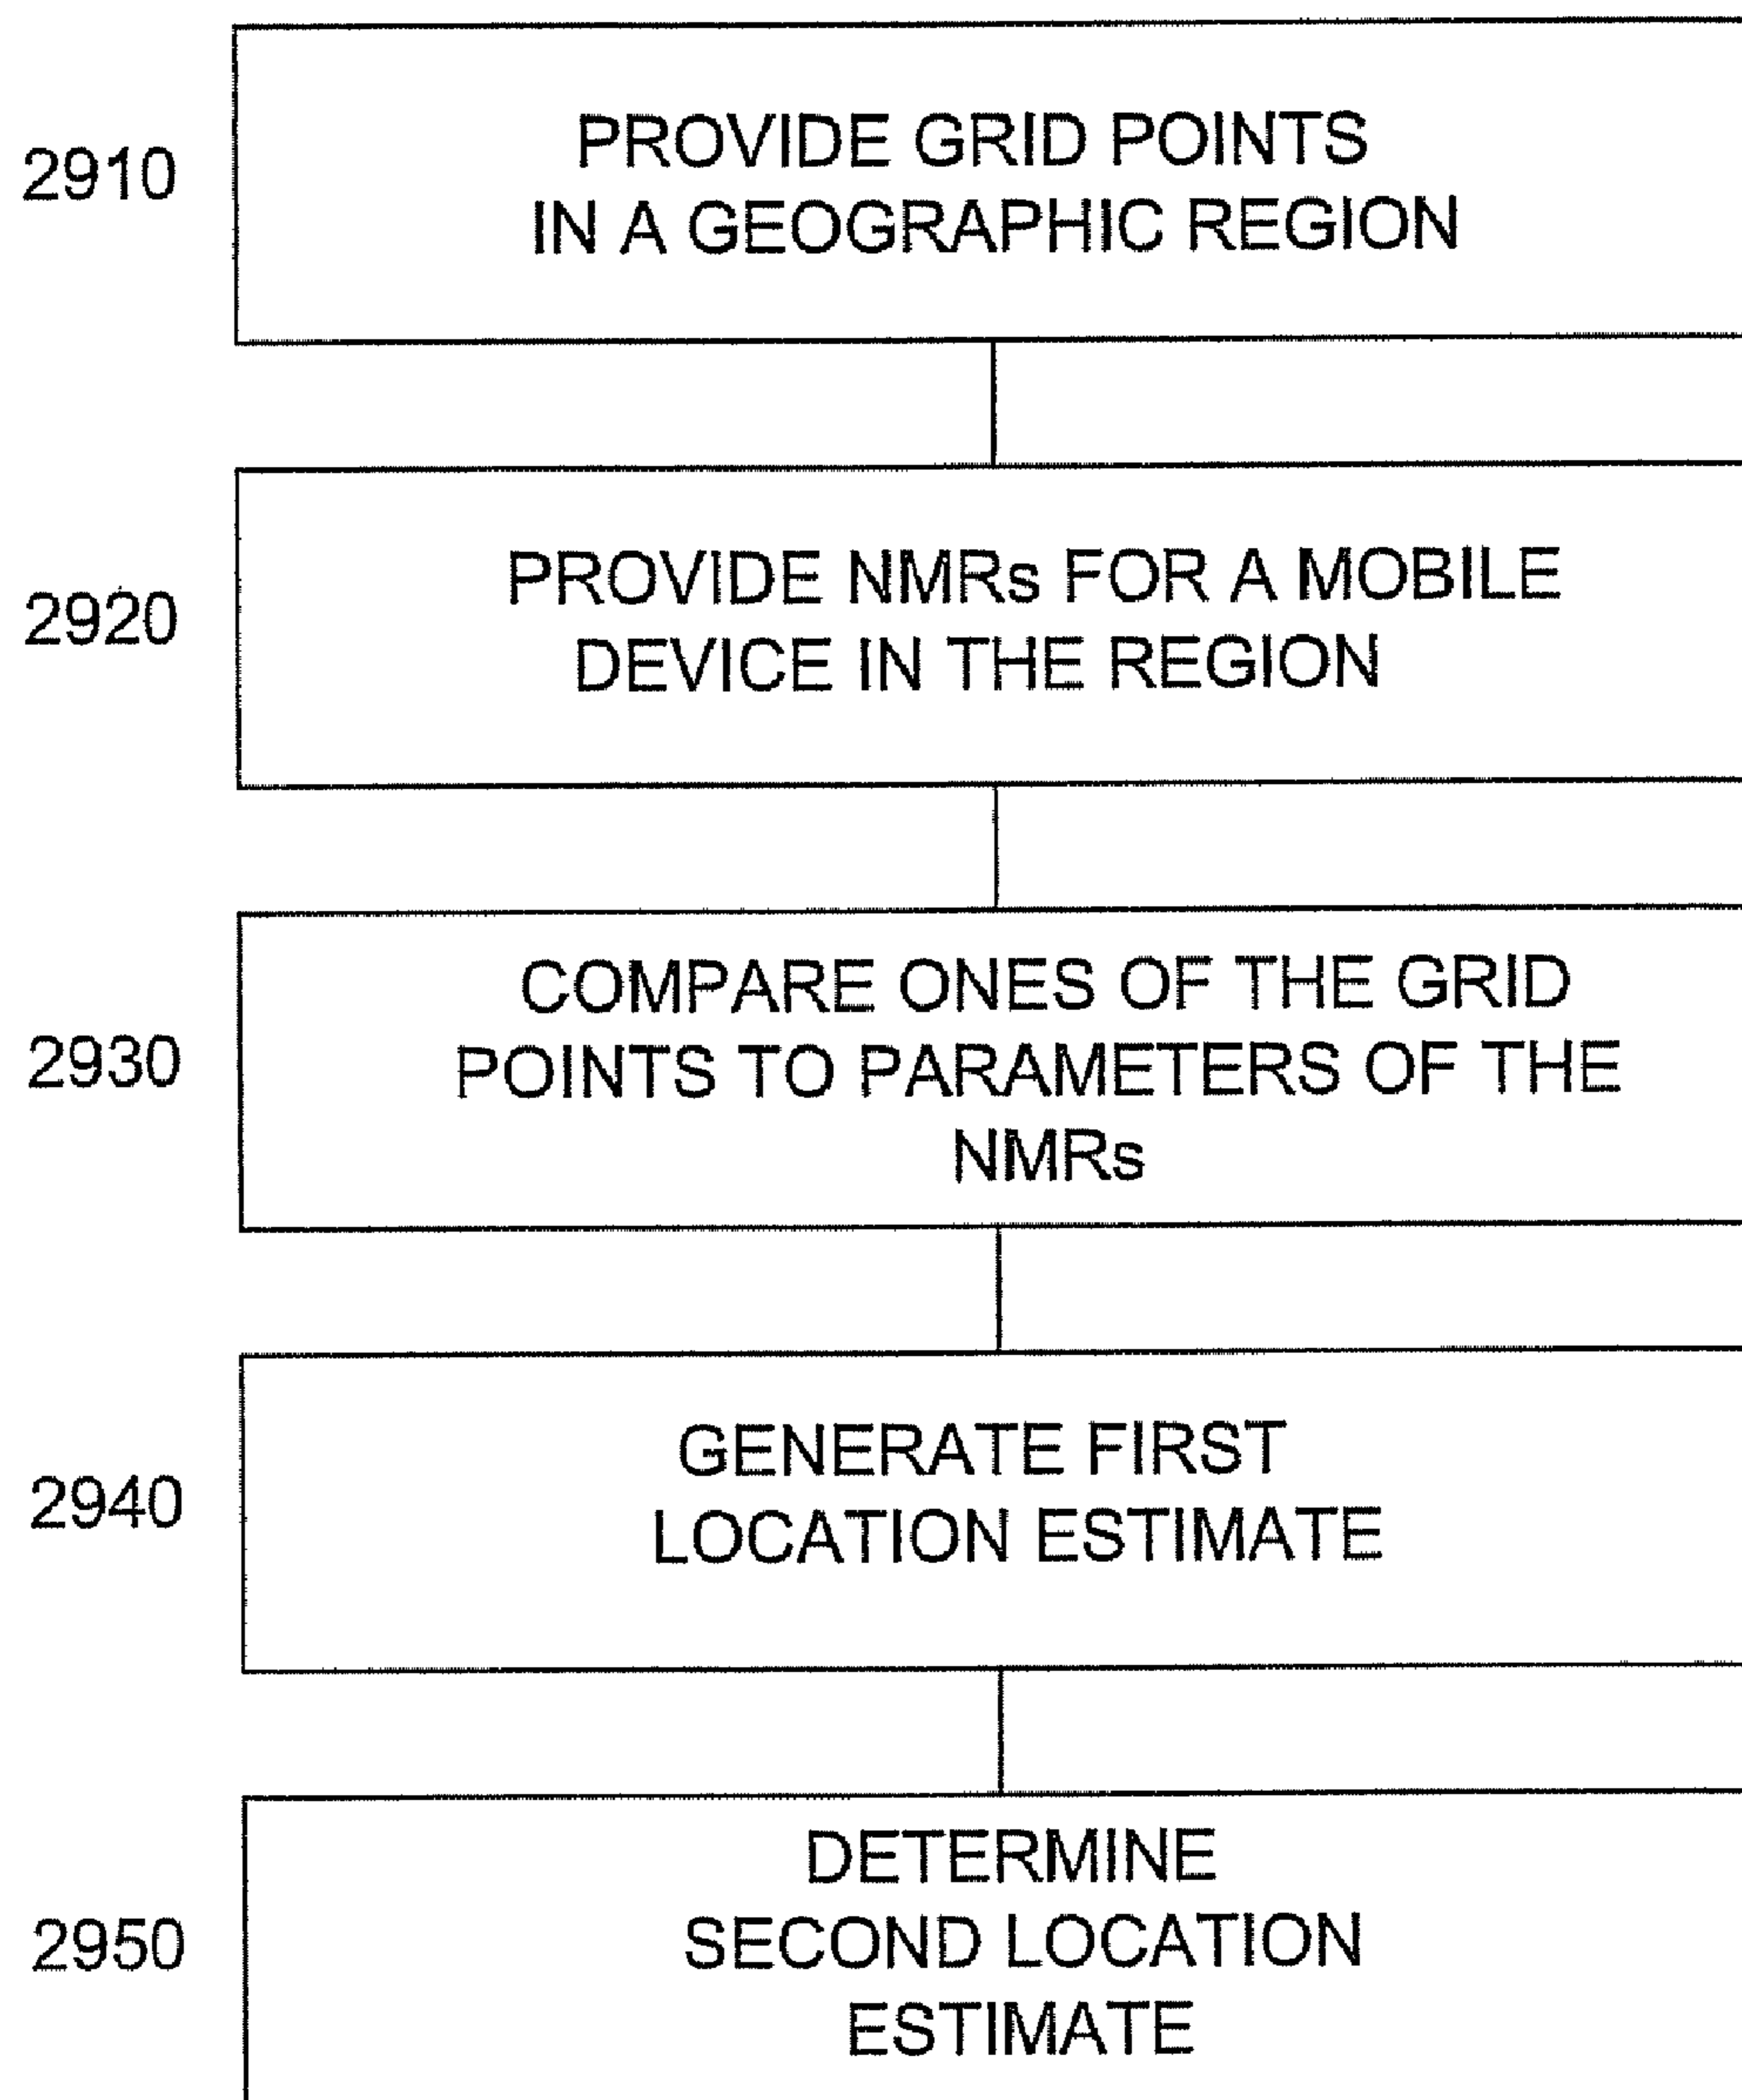 2910
PROVIDE GRID POINTS
IN A GEOGRAPHIC REGION
2920
PROVIDE NMRs FOR A MOBILE
DEVICE IN THE REGION
2930
COMPARE ONES OF THE GRID
POINTS TO PARAMETERS OF THE
NMRs
2940
GENERATE FIRST
LOCATION ESTIMATE
2950
DETERMINE
SECOND LOCATION
ESTIMATE